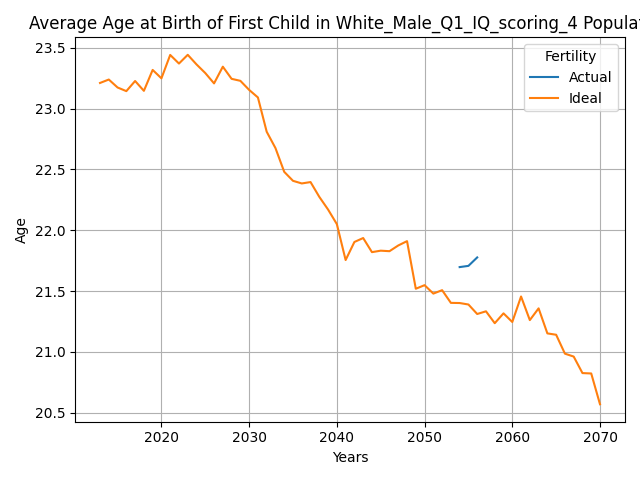 Average Age at Birth of First Child in White_Male_Q1_IQ_scoring_4 Populat
Fertility
Actual
Ideal
23.5
23.0
22.5
22.0
21.5
21.0
20.5
Age
2020 2030 2040 2050 2060 2070
Years